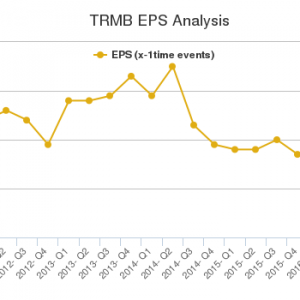 TRMB EPS Analysis
EPS (x-1time events)
2012- Q3
2012- Q4
2013- Q1
2013- Q2
2013- Q3
2013- Q4
2014- Q1
2014- Q2
2014- Q3
2014- Q4
2015- Q1
2015- Q2
2015- Q3
2015- Q4